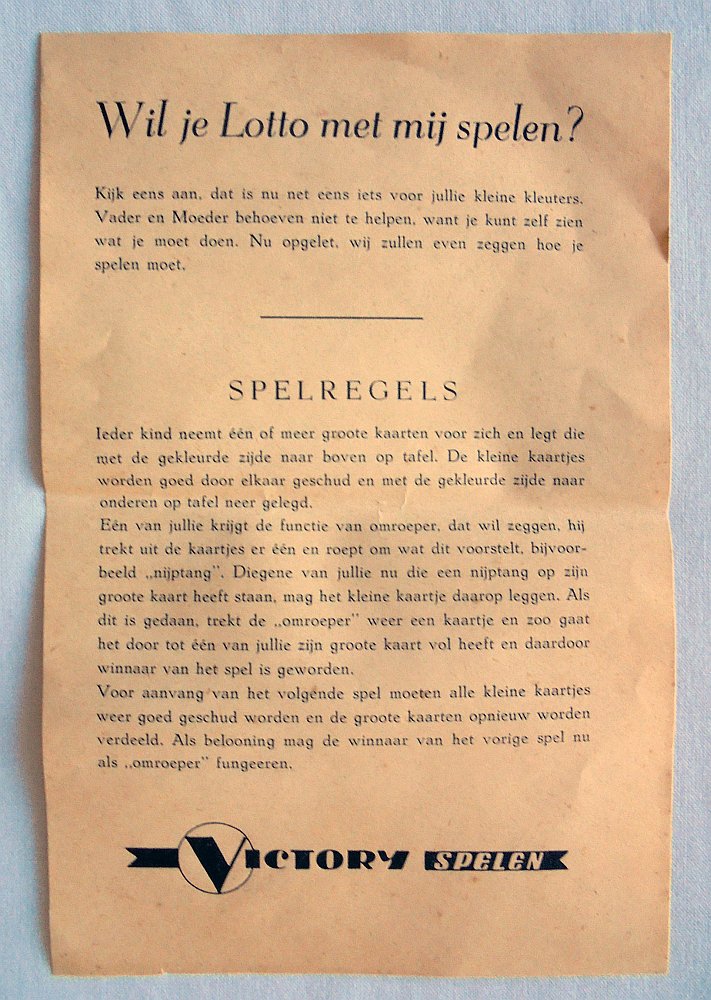 Wil je Lotto met mij spelen?
Kijk eens aan, dat is nu net eens iets voor jullie kleine kleuters.
Vader en Moeder behoeven niet te helpen, want je kunt zelf zien
wat je moet doen. Nu opgelet, wij zullen even zeggen hoe je
spelen moet.
SPELREGELS
Ieder kind neemt één of meer groote kaarten voor zich en legt die
met de gekleurde zijde naar boven op tafel. De kleine kaartjes
worden goed door elkaar geschud en met de gekleurde zijde naar
onderen op tafel neer gelegd.
Eén van jullie krijgt de functie van omroeper, dat wil zeggen, hij
trekt uit de kaartjes er één en roept om wat dit voorstelt, bijvoor-
beeld „nijptang". Diegene van jullie nu die een nijptang op zijn
groote kaart heeft staan, mag het kleine kaartje daarop leggen. Als
dit is gedaan, trekt de „omroeper" weer een kaartje en zoo gaat
het door tot één van jullie zijn groote kaart vol heeft en daardoor
winnaar van het spel is geworden.
Voor aanvang van het volgende spel moeten alle kleine kaartjes
weer goed geschud worden en de groote kaarten opnieuw worden
verdeeld. Als belooning mag de winnaar van het vorige spel nu
als „omroeper" fungeeren.
VICTORY SPELEN